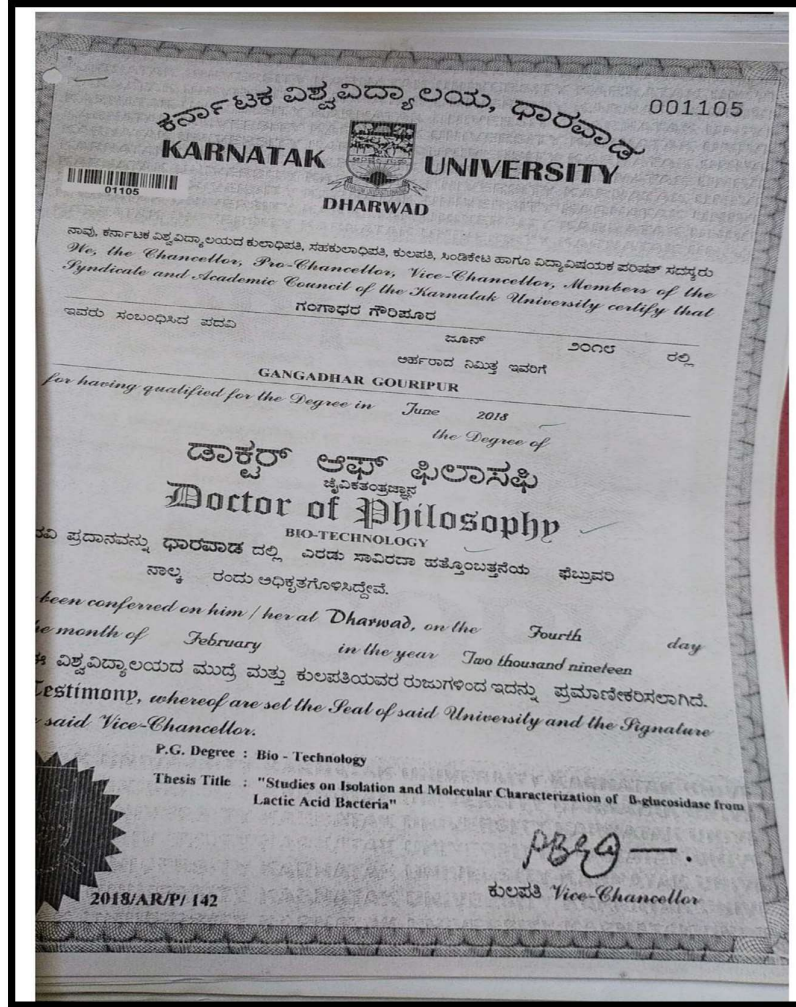 ಕರ್ನಾಟಕ ವಿಶ್ವವಿದ್ಯಾಲಯ, ಧಾರವಾಡ
001105
KARNATAK UNIVERSITY
01105
DHARWAD
ನಾವು, ಕರ್ನಾಟಕ ವಿಶ್ವವಿದ್ಯಾಲಯದ ಕುಲಾಧಿಪತಿ, ಸಹಕುಲಾಧಿಪತಿ, ಕುಲಪತಿ, ಸಿಂಡಿಕೇಟ ಹಾಗೂ ವಿದ್ಯಾವಿಷಯಕ ಪರಿಷತ್ ಸದಸ್ಯರು
We, the Chancellor, Pro-Chancellor, Vice-Chancellor, Members of the
Syndicate and Academic Council of the Karnatak University certify that
ಗಂಗಾಧರ ಗೌರಿಪೂರ
ಇವರು ಸಂಬಂಧಿಸಿದ ಪದವಿ ಜೂನ್ ೨೦೧೮ ರಲ್ಲಿ
ಅರ್ಹರಾದ ನಿಮಿತ್ತ ಇವರಿಗೆ
GANGADHAR GOURIPUR
for having qualified for the Degree in June 2018
the Degree of
ಡಾಕ್ಟರ್ ಆಫ್ ಫಿಲಾಸಫಿ
ಜೈವಿಕತಂತ್ರಜ್ಞಾನ
Doctor of Philosophy
BIO-TECHNOLOGY
ಪ್ರದಾನವನ್ನು ಧಾರವಾಡ ದಲ್ಲಿ ಎರಡು ಸಾವಿರದಾ ಹತ್ತೊಂಬತ್ತನೆಯ ಫೆಬ್ರುವರಿ
ನಾಲ್ಕ ರಂದು ಅಧಿಕೃತಗೊಳಿಸಿದ್ದೇವೆ.
been conferred on him / her at Dharwad, on the Fourth day
month of February in the year Two thousand nineteen
ಈ ವಿಶ್ವವಿದ್ಯಾಲಯದ ಮುದ್ರೆ ಮತ್ತು ಕುಲಪತಿಯವರ ರುಜುಗಳಿಂದ ಇದನ್ನು ಪ್ರಮಾಣೀಕರಿಸಲಾಗಿದೆ.
Testimony, whereof are set the Seal of said University and the Signature
said Vice-Chancellor.
P.G. Degree : Bio - Technology
Thesis Title : "Studies on Isolation and Molecular Characterization of B-glucosidase from
Lactic Acid Bacteria"
ಕುಲಪತಿ Vice-Chancellor
2018/AR/P/ 142